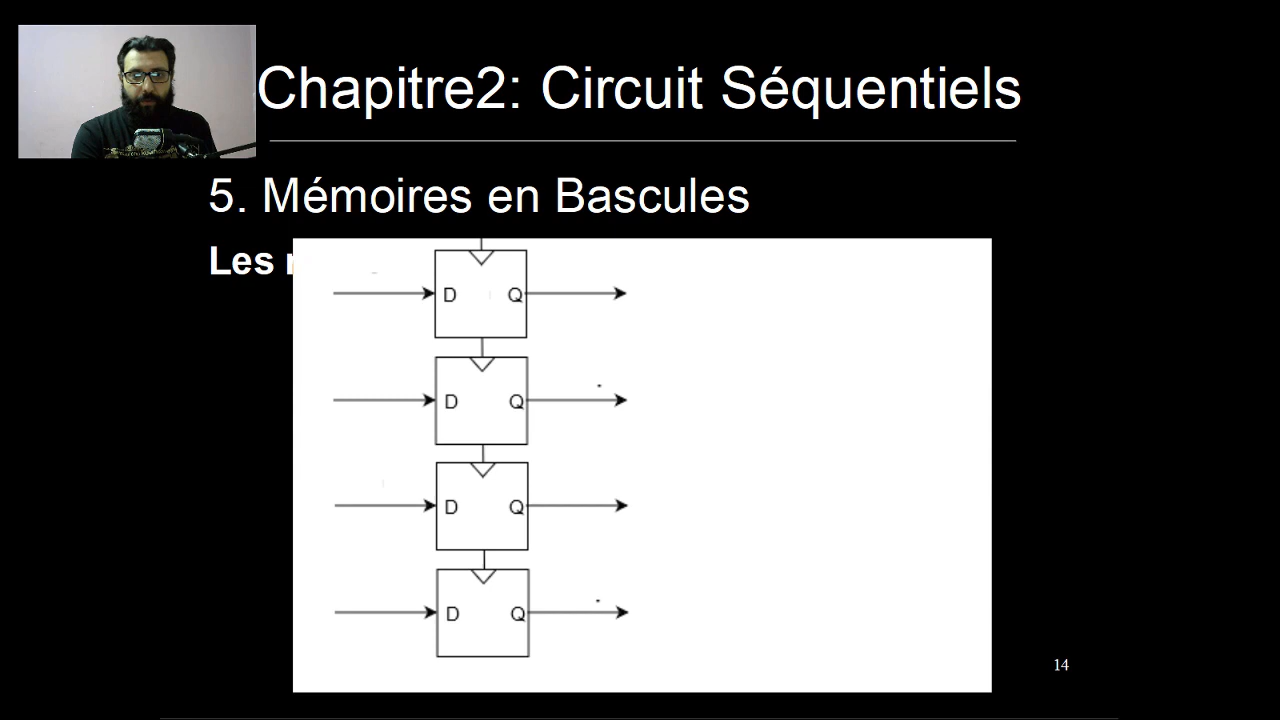 Chapitre2: Circuit Séquentiels
5. Mémoires en Bascules
Les
D Q
D Q
D Q
D Q
14